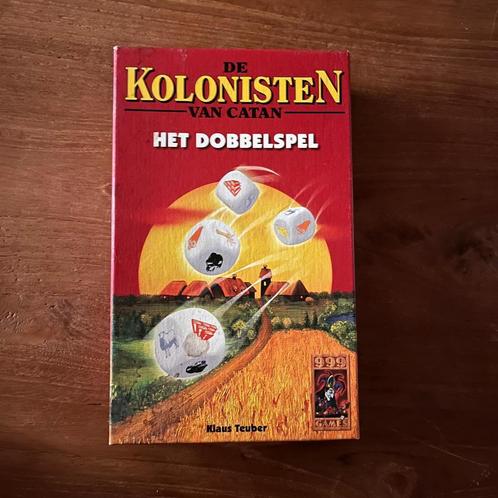 DE
KOLONISTEN
VAN CATAN
HET DOBBELSPEL
999
GAMES
Klaus Teuber